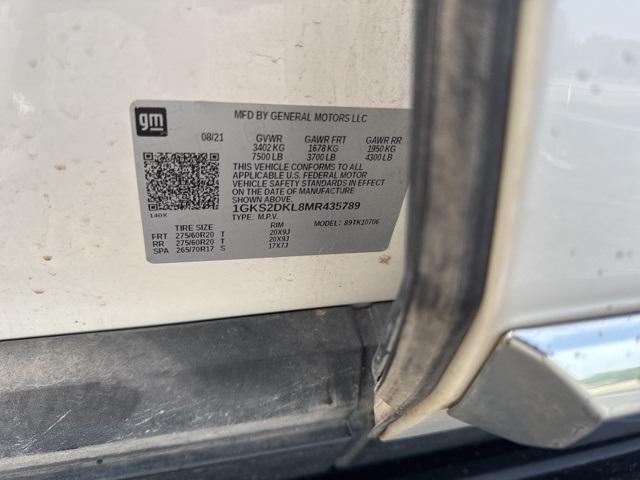 gm
MFD BY GENERAL MOTORS LLC
08/21 GVWR GAWR FRT GAWR RR
3402 KG 1678 KG 1950 KG
7500 LB 3700 LB 4300 LB
THIS VEHICLE CONFORMS TO ALL
APPLICABLE U.S. FEDERAL MOTOR
VEHICLE SAFETY STANDARDS IN EFFECT
ON THE DATE OF MANUFACTURE
SHOWN ABOVE.
1GKS2DKL8MR435789
TYPE: M.P.V. MODEL: 89TK10706
140X
TIRE SIZE RIM
FRT 275/60R20 T 20X9J
RR 275/60R20 T 20X9J
SPA 265/70R17 S 17X7J